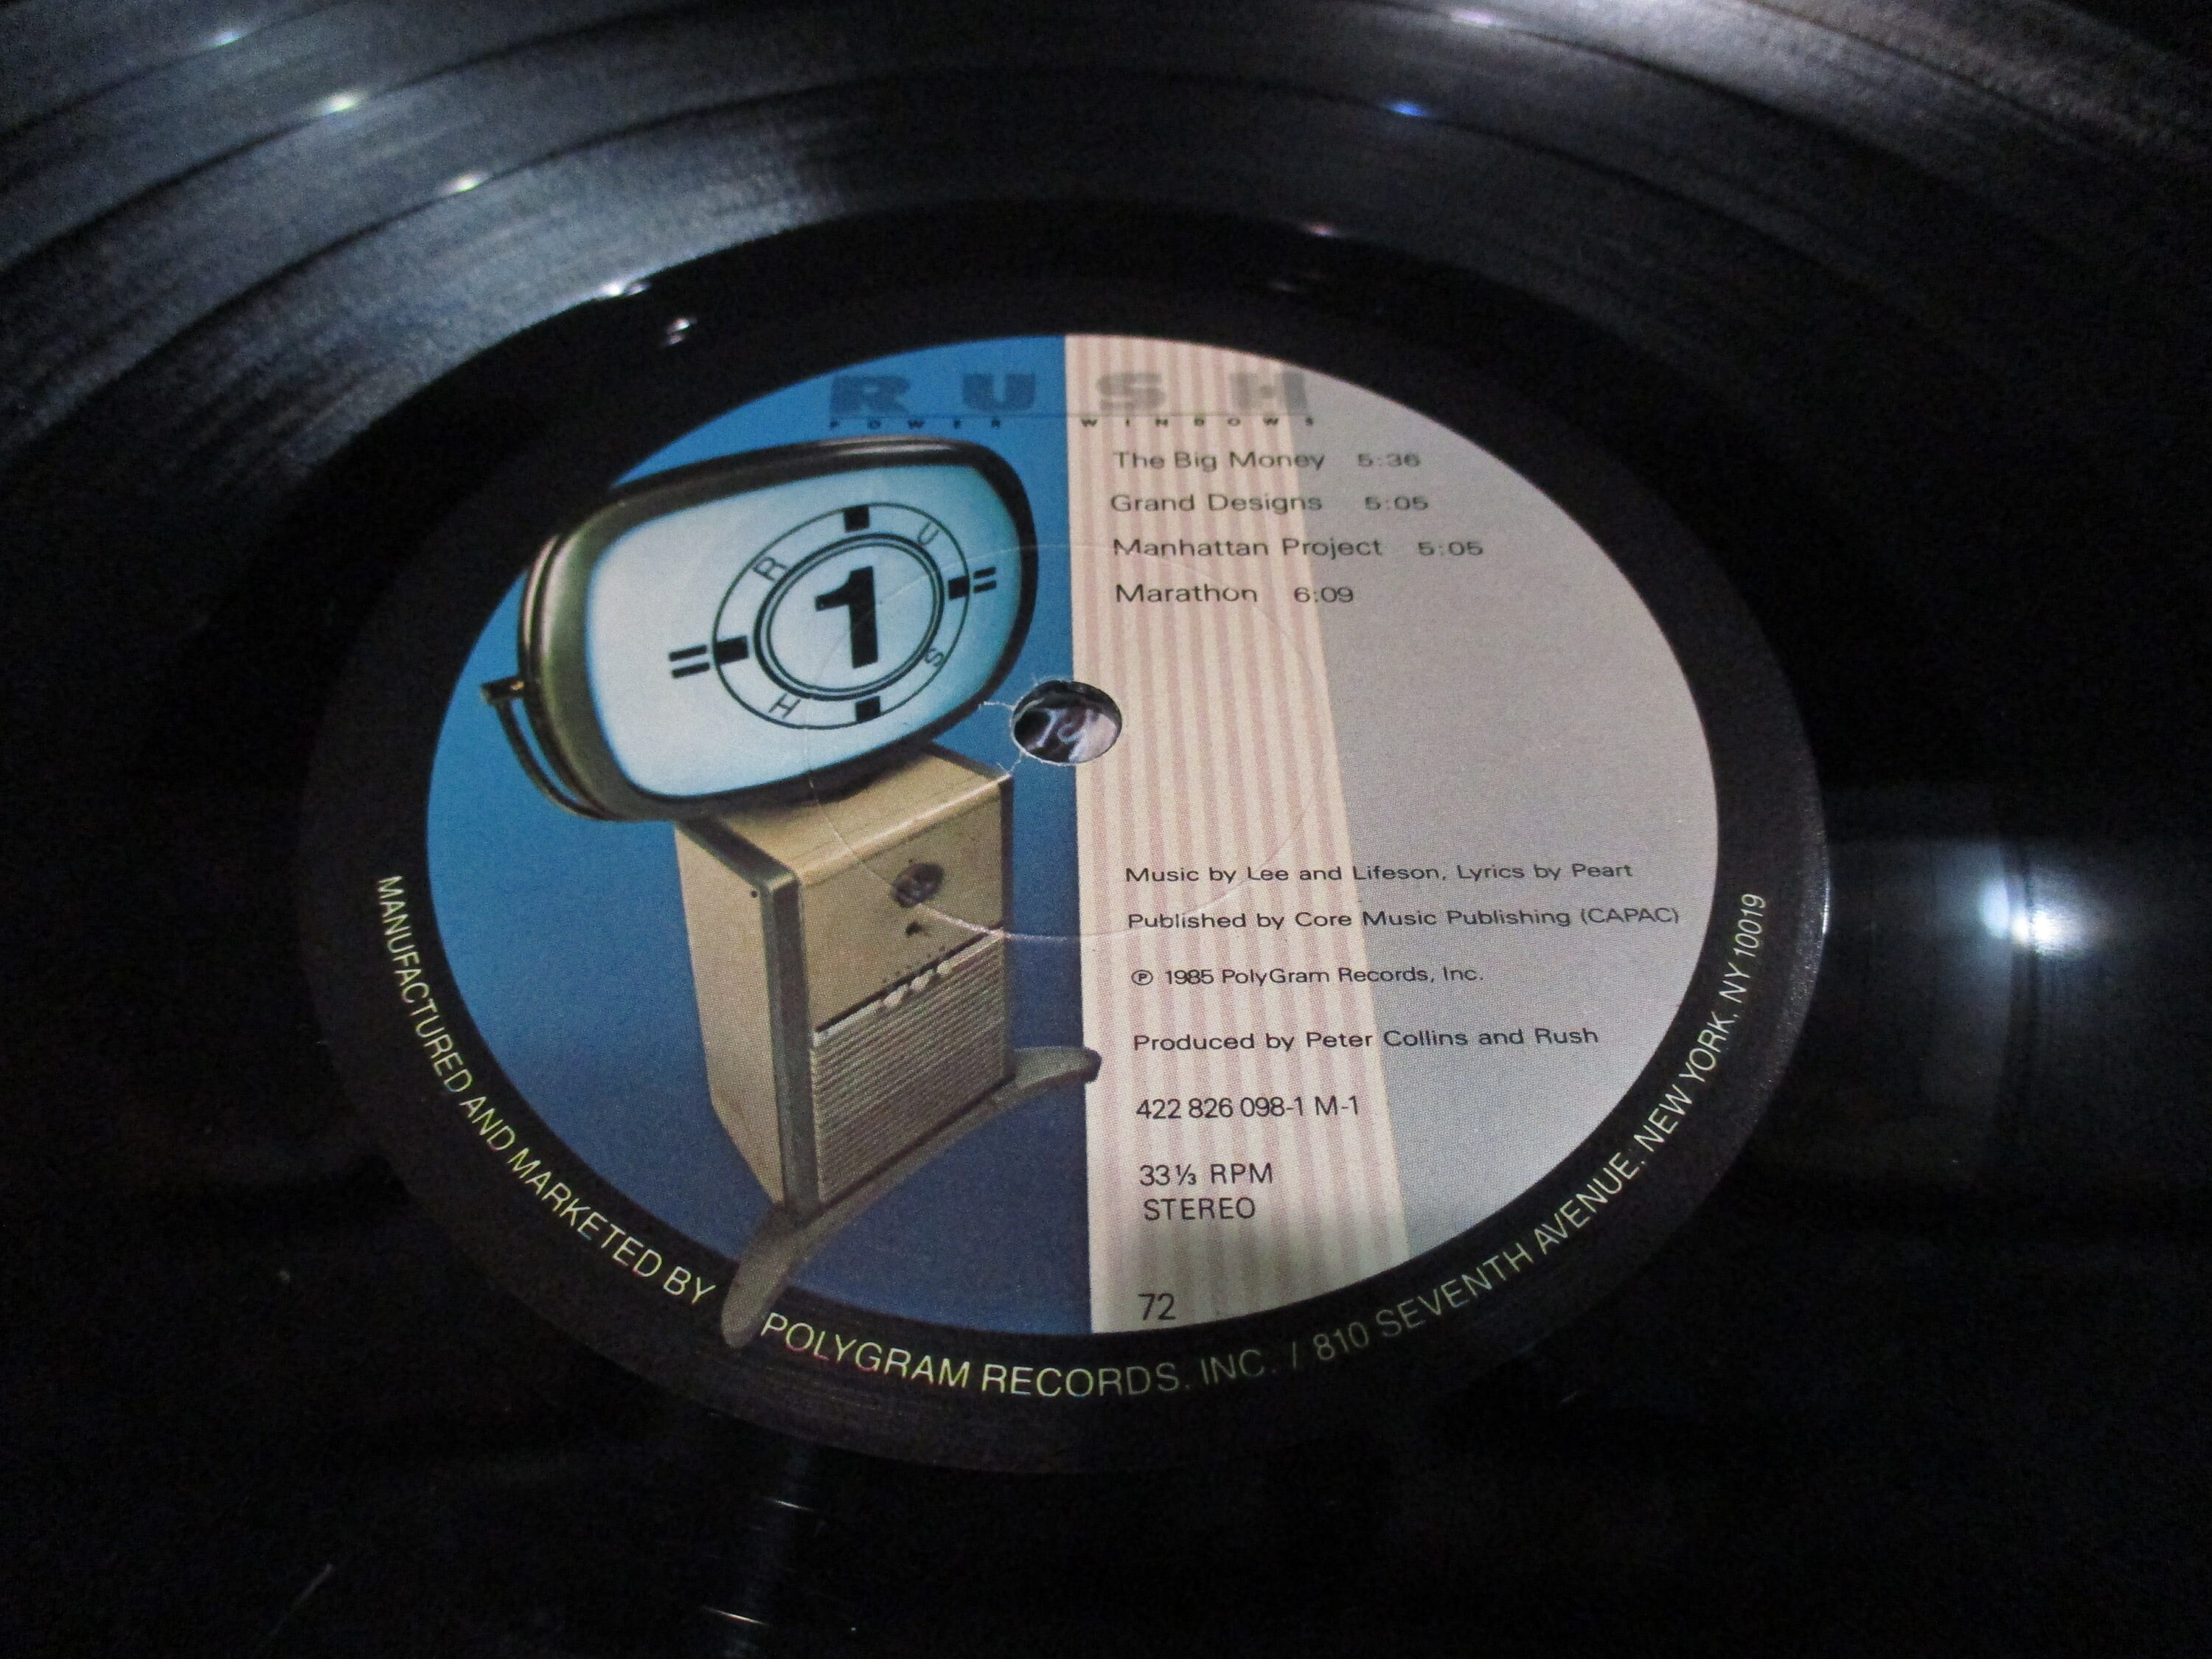 RUSH
POWER WINDOWS
The Big Money 5:36
Grand Designs 5:05
Manhattan Project 5:05
Marathon 6:09
R U S H
1
Music by Lee and Lifeson, Lyrics by Peart
Published by Core Music Publishing (CAPAC)
℗ 1985 PolyGram Records, Inc.
Produced by Peter Collins and Rush
422 826 098-1 M-1
33⅓ RPM
STEREO
72
MANUFACTURED AND MARKETED BY POLYGRAM RECORDS, INC. / 810 SEVENTH AVENUE, NEW YORK, NY 10019